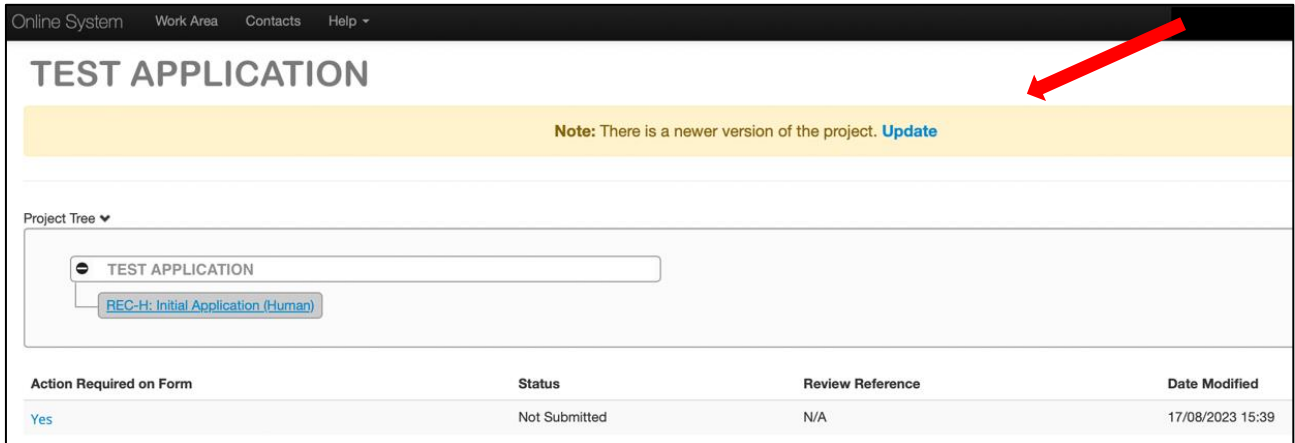 Online System Work Area Contacts Help
TEST APPLICATION
Note: There is a newer version of the project. Update
Project Tree
TEST APPLICATION
REC-H: Initial Application (Human)
Action Required on Form Status Review Reference Date Modified
Yes Not Submitted N/A 17/08/2023 15:39